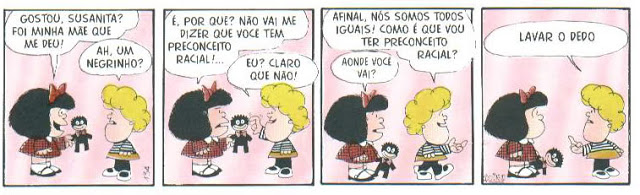 GOSTOU, SUSANITA?
FOI MINHA MÃE QUE
ME DEU!
AH, UM
NEGRINHO?
É, POR QUÊ? NÃO VAI ME
DIZER QUE VOCÊ TEM
PRECONCEITO
RACIAL!...
EU? CLARO
QUE NÃO!
AFINAL, NÓS SOMOS TODOS
IGUAIS! COMO É QUE VOU
TER PRECONCEITO
RACIAL?
AONDE VOCÊ
VAI?
LAVAR O DEDO